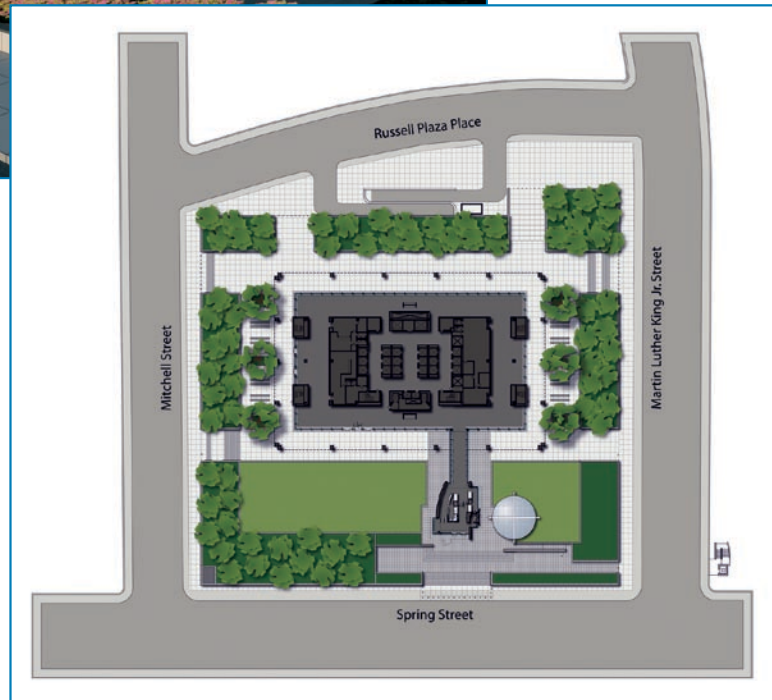 Russell Plaza Place
Mitchell Street
Martin Luther King Jr. Street
Spring Street